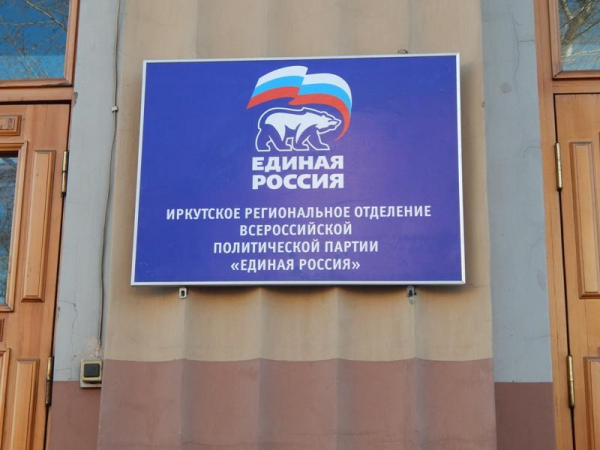 ЕДИНАЯ
РОССИЯ
ИРКУТСКОЕ РЕГИОНАЛЬНОЕ ОТДЕЛЕНИЕ
ВСЕРОССИЙСКОЙ
ПОЛИТИЧЕСКОЙ ПАРТИИ
«ЕДИНАЯ РОССИЯ»